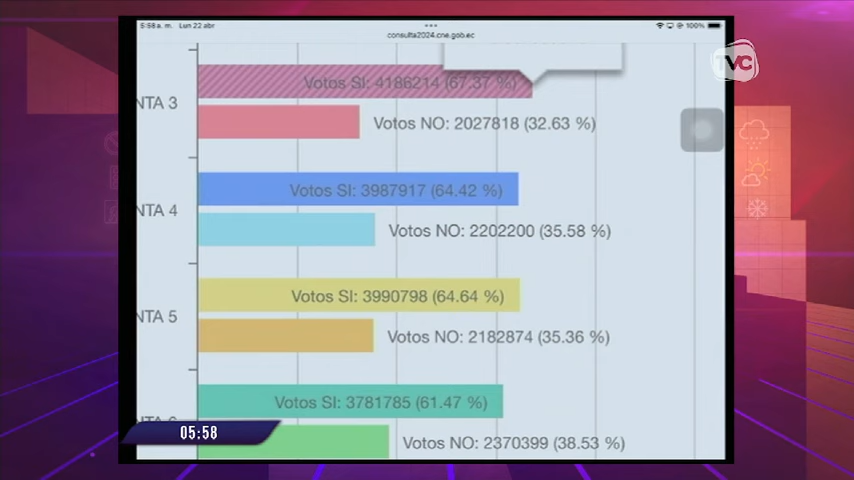 5:58 a. m. Lun 22 abr
100%
consulta2024.cne.gob.ec
TVC
Votos SI: 4186214 (67.37 %)
NTA 3
Votos NO: 2027818 (32.63 %)
Votos SI: 3987917 (64.42 %)
NTA 4
Votos NO: 2202200 (35.58 %)
Votos SI: 3990798 (64.64 %)
NTA 5
Votos NO: 2182874 (35.36 %)
Votos SI: 3781785 (61.47 %)
05:58
Votos NO: 2370399 (38.53 %)